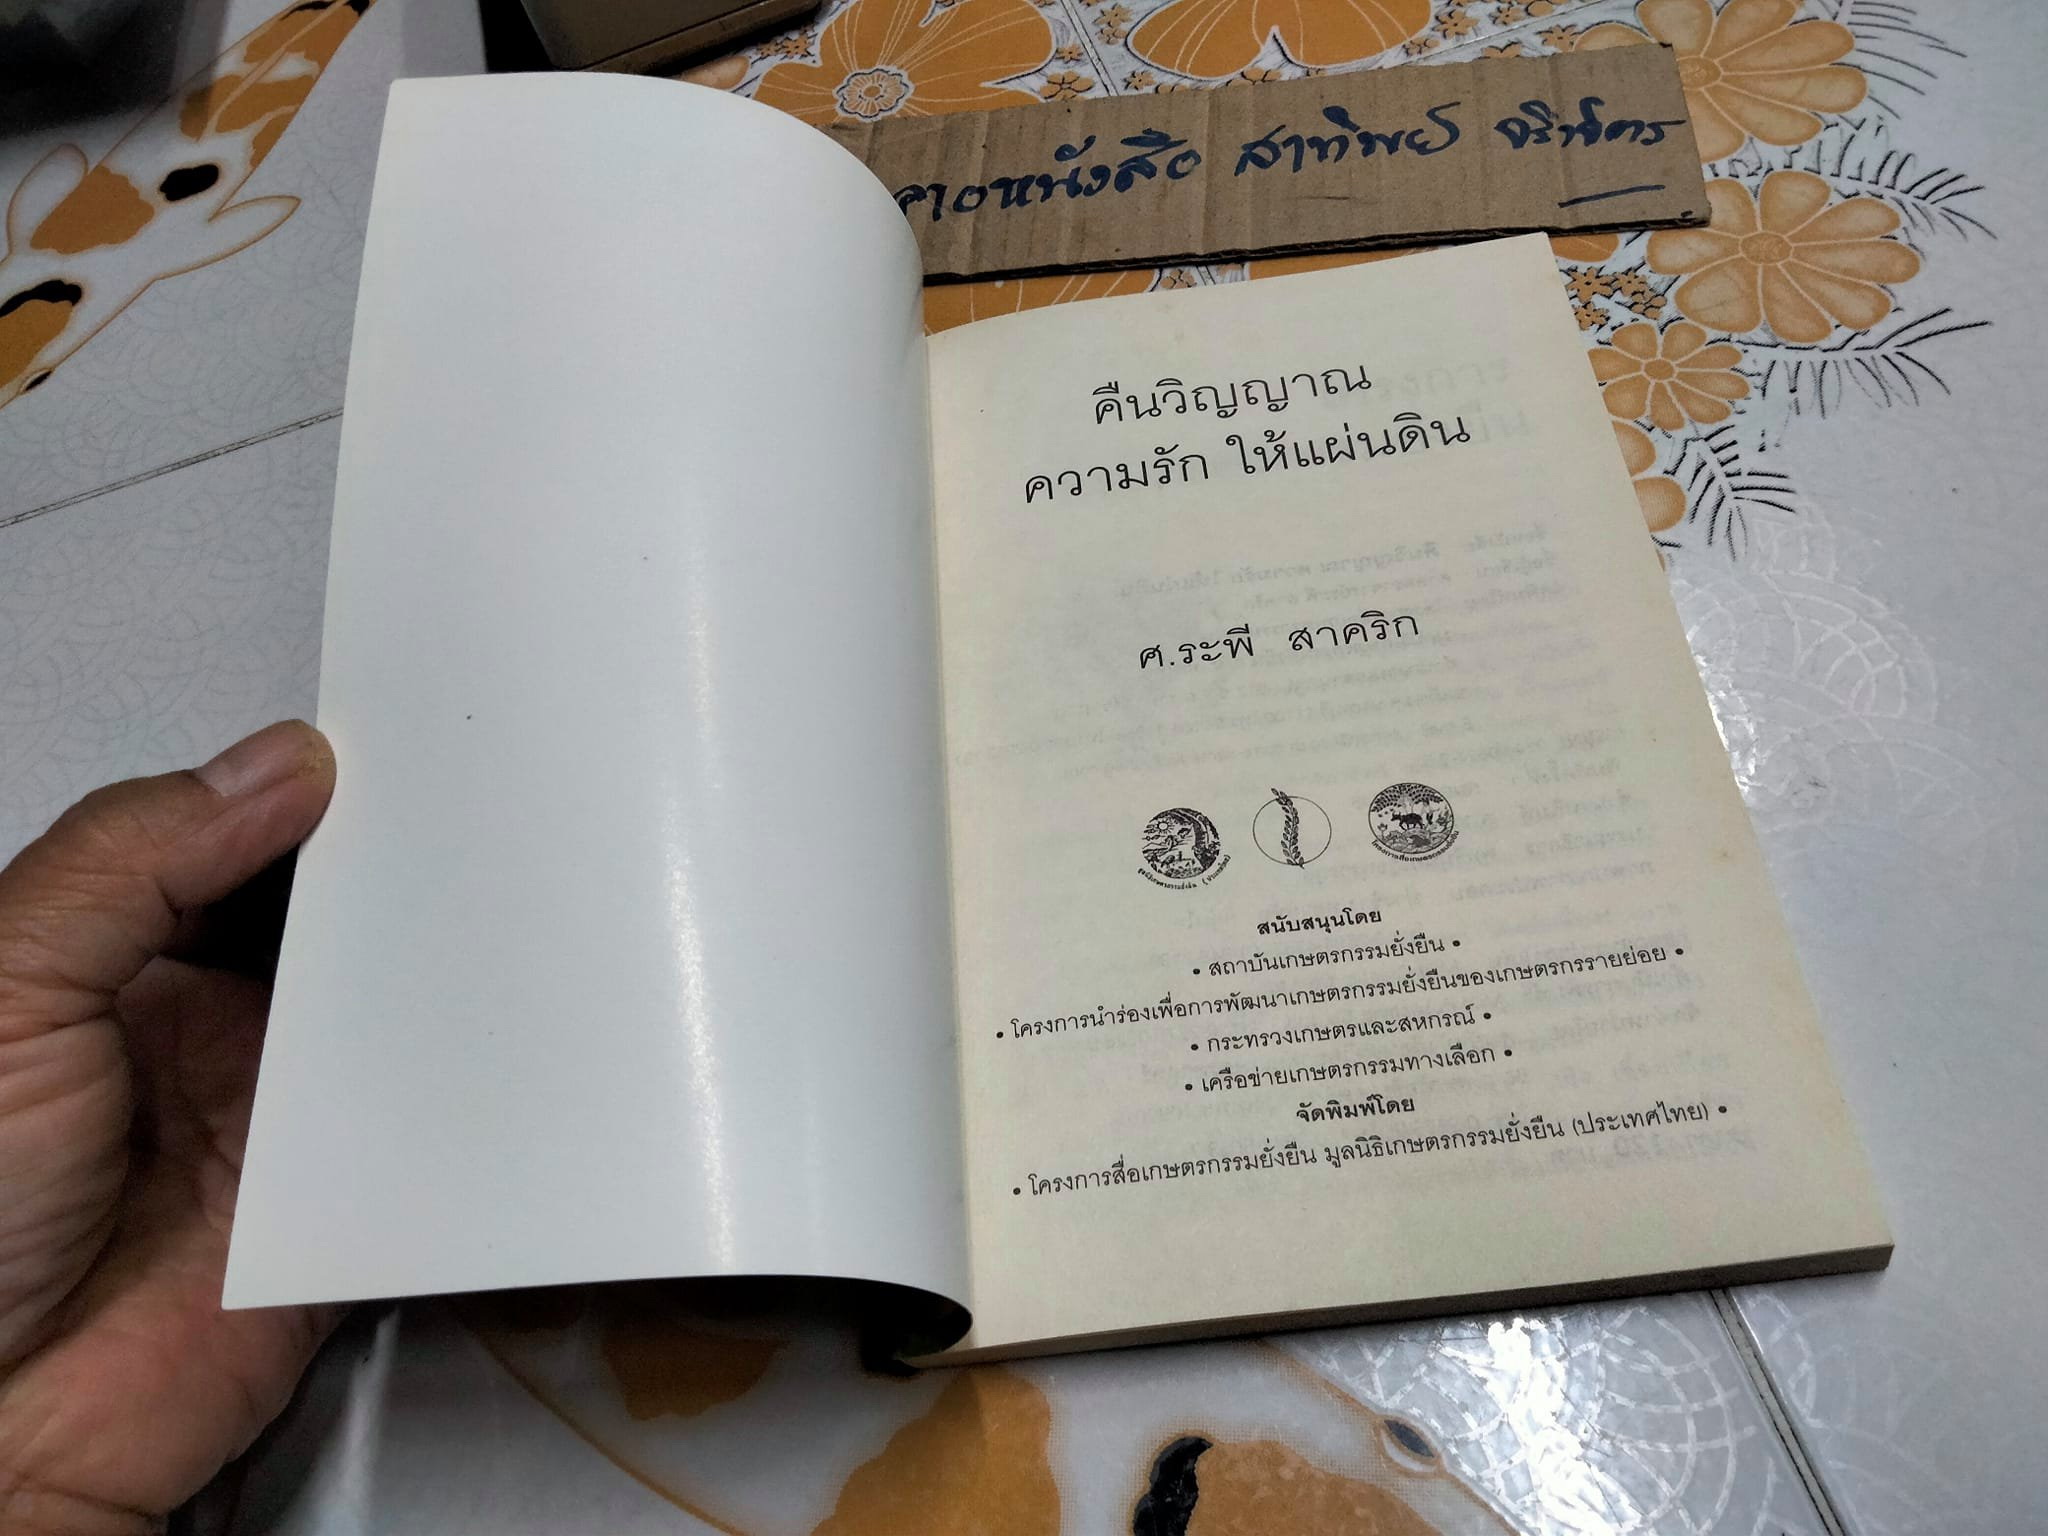 หนังสือ สาทิพย์
คืนวิญญาณ
ความรัก ให้แผ่นดิน
ศ.ระพี สาคริก
สนับสนุนโดย
• สถาบันเกษตรกรรมยั่งยืน •
• โครงการนำร่องเพื่อการพัฒนาเกษตรกรรมยั่งยืนของเกษตรกรรายย่อย •
• กระทรวงเกษตรและสหกรณ์ •
• เครือข่ายเกษตรกรรมทางเลือก •
จัดพิมพ์โดย
• โครงการสื่อเกษตรกรรมยั่งยืน มูลนิธิเกษตรกรรมยั่งยืน (ประเทศไทย) •